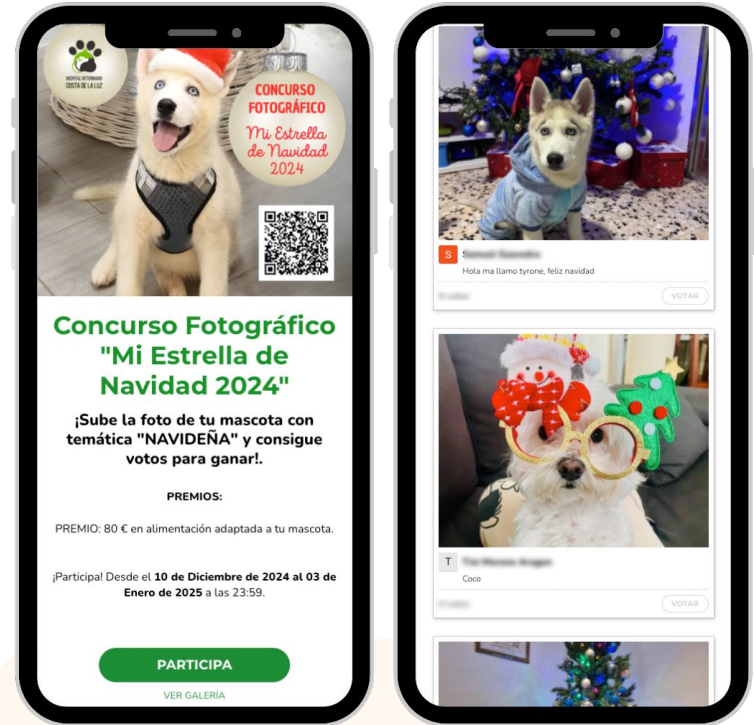 HOSPITAL VETERINARIO
COSTA DE LA LUZ
CONCURSO
FOTOGRÁFICO
Mi Estrella
de Navidad
2024
Concurso Fotográfico
"Mi Estrella de
Navidad 2024"
¡Sube la foto de tu mascota con
temática "NAVIDEÑA" y consigue
votos para ganar!.
PREMIOS:
PREMIO: 80 € en alimentación adaptada a tu mascota.
¡Participa! Desde el 10 de Diciembre de 2024 al 03 de
Enero de 2025 a las 23:59.
PARTICIPA
VER GALERÍA
S
Hola ma llamo tyrone, feliz navidad
VOTAR
T
Coco
VOTAR